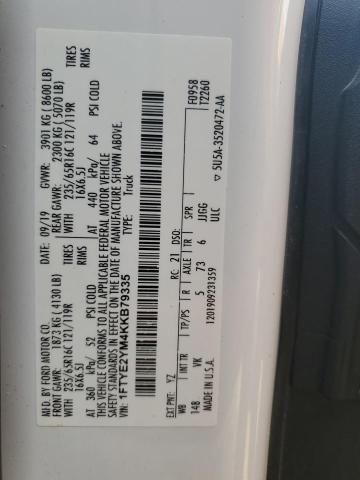 MFD. BY FORD MOTOR CO.
DATE: 09/19 GVWR: 3901 KG ( 8600 LB)
FRONT GAWR: 1873 KG ( 4130 LB) REAR GAWR: 2300 KG ( 5070 LB)
WITH 235/65R16C 121/119R TIRES WITH 235/65R16C 121/119R TIRES
16X6.5J RIMS 16X6.5J RIMS
AT 360 kPa/ 52 PSI COLD AT 440 kPa/ 64 PSI COLD
THIS VEHICLE CONFORMS TO ALL APPLICABLE FEDERAL MOTOR VEHICLE
SAFETY STANDARDS IN EFFECT ON THE DATE OF MANUFACTURE SHOWN ABOVE.
VIN: 1FTYE2YM4KKB79335 TYPE: Truck
F0958
T2260
EXT PNT: YZ RC: 21 DSO:
WB INT TR TP/PS R AXLE TR SPR
148 VK 5 73 6 JJGG
MADE IN U.S.A. 1201909231359 ULC
5U5A-3520472-AA